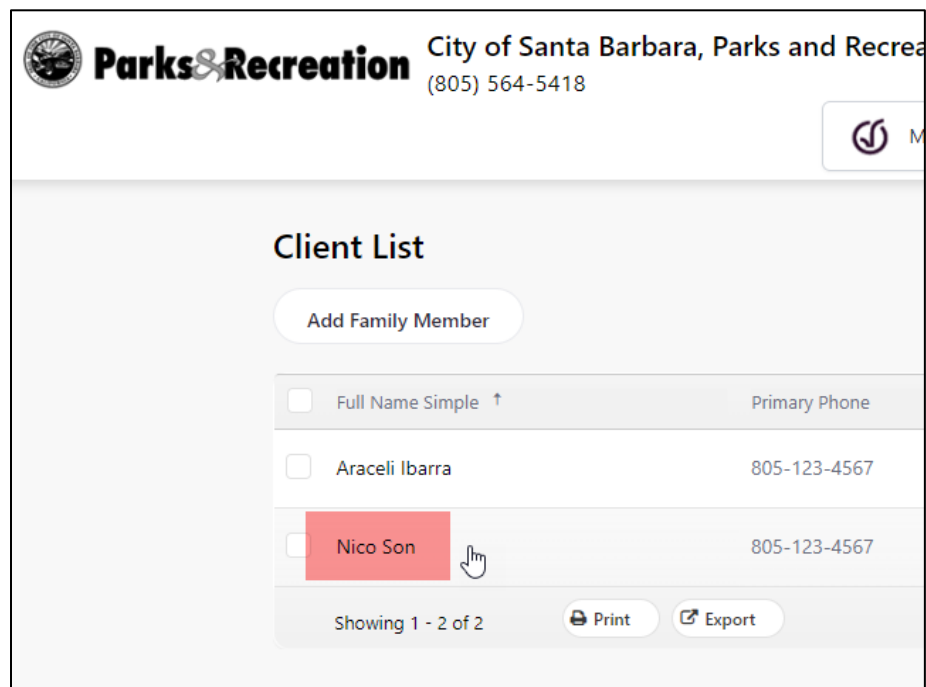 Parks&Recreation
City of Santa Barbara, Parks and Recrea
(805) 564-5418
M
Client List
Add Family Member
Full Name Simple ↑ Primary Phone
Araceli Ibarra 805-123-4567
Nico Son 805-123-4567
Showing 1 - 2 of 2 Print Export